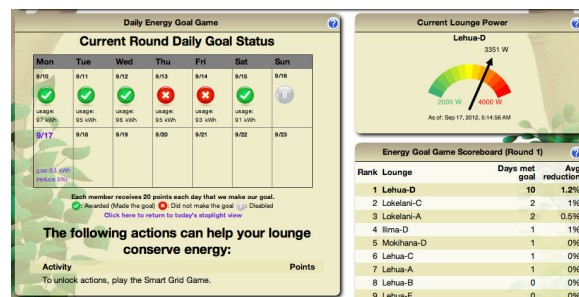 Daily Energy Goal Game
Current Round Daily Goal Status
Mon Tue Wed Thu Fri Sat Sun
9/10 9/11 9/12 9/13 9/14 9/15 9/16
usage: usage: usage: usage: usage: usage:
97 kWh 95 kWh 96 kWh 95 kWh 93 kWh 91 kWh
9/17 9/18 9/19 9/20 9/21 9/22 9/23
goal: 93 kWh
(reduce 5%)
Each member receives 20 points each day that we make our goal.
: Awarded (Made the goal) : Did not make the goal : Disabled
Click here to return to today's stoplight view
The following actions can help your lounge
conserve energy:
Activity Points
To unlock actions, play the Smart Grid Game.
Current Lounge Power
Lehua-D
3351 W
2000 W 4000 W
As of: Sep 17, 2012, 5:14:56 AM
Energy Goal Game Scoreboard (Round 1)
Rank Lounge Days met goal Avg reduction
1 Lehua-D 10 1.2%
2 Lokelani-C 2 1%
3 Lokelani-A 2 0.5%
4 Ilima-D 1 1%
5 Mokihana-D 1 0%
6 Lehua-C 1 0%
7 Lehua-A 1 0%
8 Lehua-B 0 0%
9 Lehua-E 0 0%